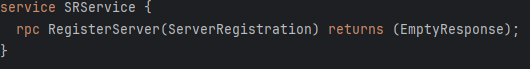 service SRService {
  rpc RegisterServer(ServerRegistration) returns (EmptyResponse);
}